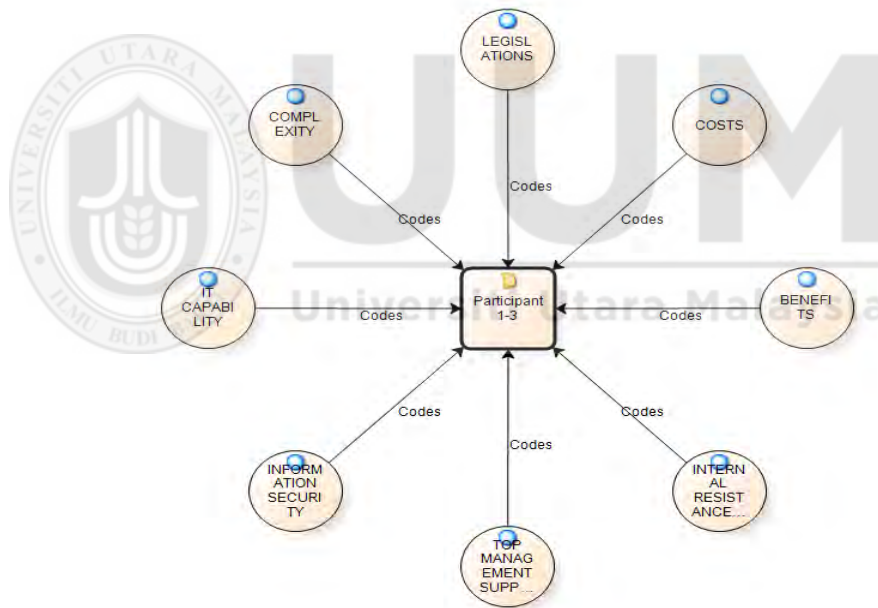 LEGISL
ATIONS
COMPL
EXITY
COSTS
Codes
Codes
Codes
IT
CAPABI
LITY
Codes
Participant
1-3
Codes
BENEFI
TS
Codes
Codes
Codes
INFORM
ATION
SECURI
TY
TOP
MANAG
EMENT
SUPP....
INTERN
AL
RESIST
ANCE....
UUM
Universiti Utara Malaysia
UNIVERSITI UTARA MALAYSIA
ILMU BUDI